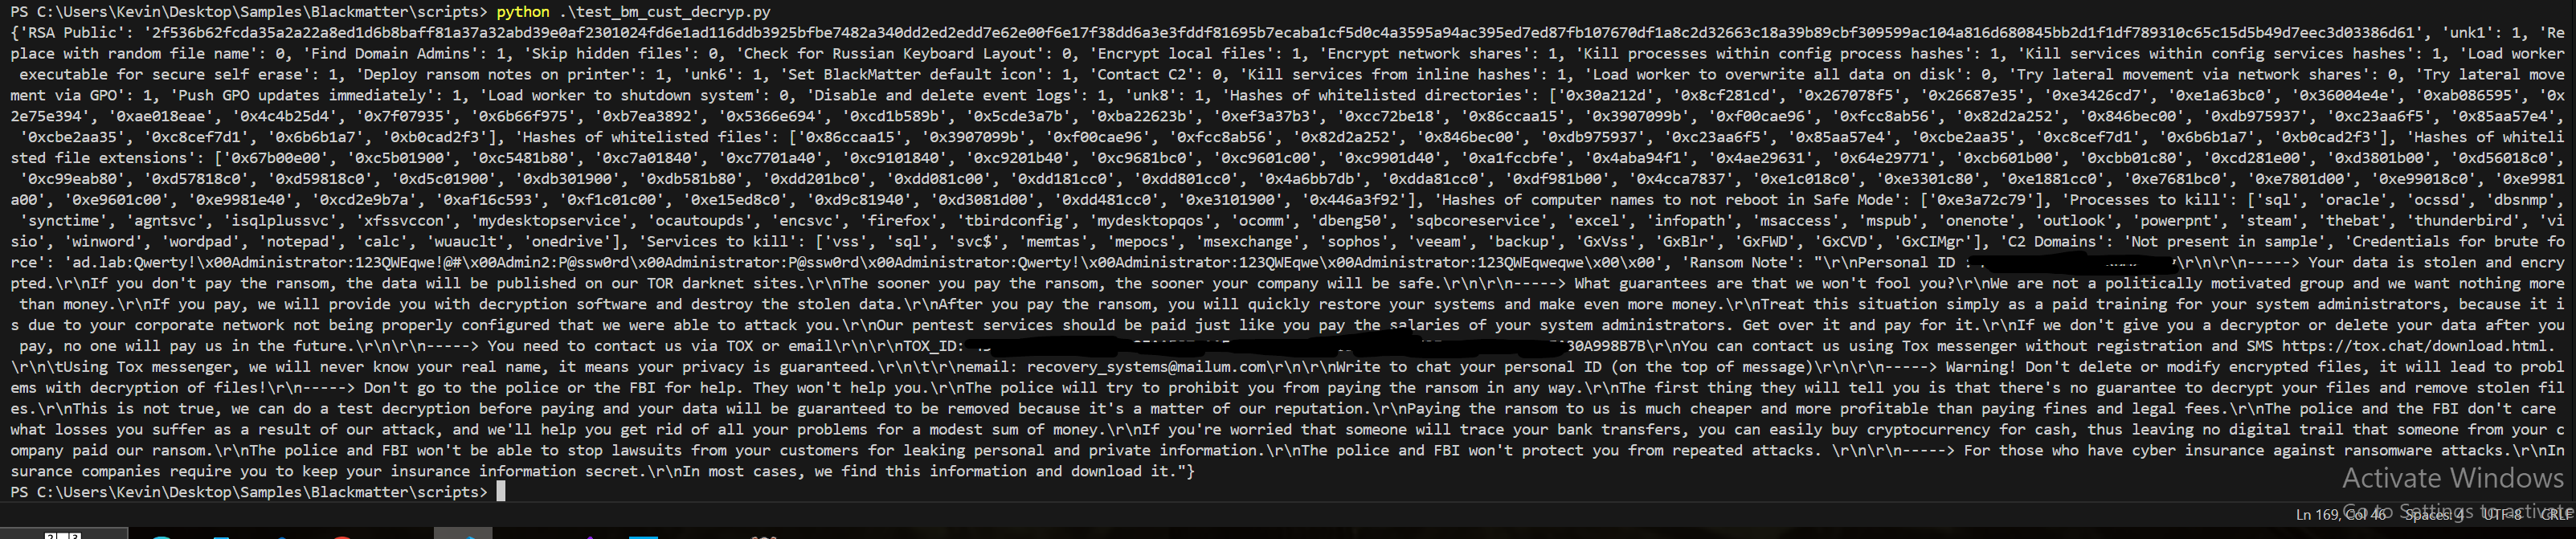 PS C:\Users\Kevin\Desktop\Samples\Blackmatter\scripts> python .\test_bm_cust_decryp.py
{'RSA Public': '2f536b62fcda35a2a22a8ed1d6b8baff81a37a32abd39e0af2301024fd6e1ad116ddb3925bfbe7482a340dd2ed2edd7e62e00f6e17f38dd6a3e3fddf81695b7ecaba1cf5d0c4a3595a94ac395ed7ed87fb107670df1a8c2d32663c18a39b89cbf309599ac104a816d680845bb2d1f1df789310c65c15d5b49d7eec3d03386d61', 'unk1': 1, 'Re
place with random file name': 0, 'Find Domain Admins': 1, 'Skip hidden files': 0, 'Check for Russian Keyboard Layout': 0, 'Encrypt local files': 1, 'Encrypt network shares': 1, 'Kill processes within config process hashes': 1, 'Kill services within config services hashes': 1, 'Load worker
 executable for secure self erase': 1, 'Deploy ransom notes on printer': 1, 'unk6': 1, 'Set BlackMatter default icon': 1, 'Contact C2': 0, 'Kill services from inline hashes': 1, 'Load worker to overwrite all data on disk': 0, 'Try lateral movement via network shares': 0, 'Try lateral move
ment via GPO': 1, 'Push GPO updates immediately': 1, 'Load worker to shutdown system': 0, 'Disable and delete event logs': 1, 'unk8': 1, 'Hashes of whitelisted directories': ['0x30a212d', '0x8cf281cd', '0x267078f5', '0x26687e35', '0xe3426cd7', '0xe1a63bc0', '0x36004e4e', '0xab086595', '0x
2e75e394', '0xae018eae', '0x4c4b25d4', '0x7f07935', '0x6b66f975', '0xb7ea3892', '0x5366e694', '0xcd1b589b', '0x5cde3a7b', '0xba22623b', '0xef3a37b3', '0xcc72be18', '0x86ccaa15', '0x3907099b', '0xf00cae96', '0xfcc8ab56', '0x82d2a252', '0x846bec00', '0xdb975937', '0xc23aa6f5', '0x85aa57e4',
 '0xcbe2aa35', '0xc8cef7d1', '0x6b6b1a7', '0xb0cad2f3'], 'Hashes of whitelisted files': ['0x86ccaa15', '0x3907099b', '0xf00cae96', '0xfcc8ab56', '0x82d2a252', '0x846bec00', '0xdb975937', '0xc23aa6f5', '0x85aa57e4', '0xcbe2aa35', '0xc8cef7d1', '0x6b6b1a7', '0xb0cad2f3'], 'Hashes of whiteli
sted file extensions': ['0x67b00e00', '0xc5b01900', '0xc5481b80', '0xc7a01840', '0xc7701a40', '0xc9101840', '0xc9201b40', '0xc9681bc0', '0xc9601c00', '0xc9901d40', '0xa1fccbfe', '0x4aba94f1', '0x4ae29631', '0x64e29771', '0xcb601b00', '0xcbb01c80', '0xcd281e00', '0xd3801b00', '0xd56018c0',
 '0xc99eab80', '0xd57818c0', '0xd59818c0', '0xd5c01900', '0xdb301900', '0xdb581b80', '0xdd201bc0', '0xdd081c00', '0xdd181cc0', '0xdd801cc0', '0x4a6bb7db', '0xdda81cc0', '0xdf981b00', '0x4cca7837', '0xe1c018c0', '0xe3301c80', '0xe1881cc0', '0xe7681bc0', '0xe7801d00', '0xe99018c0', '0xe9981
a00', '0xe9601c00', '0xe9981e40', '0xcd2e9b7a', '0xaf16c593', '0xf1c01c00', '0xe15ed8c0', '0xd9c81940', '0xd3081d00', '0xdd481cc0', '0xe3101900', '0x446a3f92'], 'Hashes of computer names to not reboot in Safe Mode': ['0xe3a72c79'], 'Processes to kill': ['sql', 'oracle', 'ocssd', 'dbsnmp',
 'synctime', 'agntsvc', 'isqlplussvc', 'xfssvccon', 'mydesktopservice', 'ocautoupds', 'encsvc', 'firefox', 'tbirdconfig', 'mydesktopqos', 'ocomm', 'dbeng50', 'sqbcoreservice', 'excel', 'infopath', 'msaccess', 'mspub', 'onenote', 'outlook', 'powerpnt', 'steam', 'thebat', 'thunderbird', 'vi
sio', 'winword', 'wordpad', 'notepad', 'calc', 'wuauclt', 'onedrive'], 'Services to kill': ['vss', 'sql', 'svc$', 'memtas', 'mepocs', 'msexchange', 'sophos', 'veeam', 'backup', 'GxVss', 'GxBlr', 'GxFWD', 'GxCVD', 'GxCIMgr'], 'C2 Domains': 'Not present in sample', 'Credentials for brute fo
rce': 'ad.lab:Qwerty!\x00Administrator:123QWEqwe!@#\x00Admin2:P@ssw0rd\x00Administrator:P@ssw0rd\x00Administrator:Qwerty!\x00Administrator:123QWEqwe\x00Administrator:123QWEqweqwe\x00\x00', 'Ransom Note': "\r\nPersonal ID : \r\n\r\n-----> Your data is stolen and encry
pted.\r\nIf you don't pay the ransom, the data will be published on our TOR darknet sites.\r\nThe sooner you pay the ransom, the sooner your company will be safe.\r\n\r\n-----> What guarantees are that we won't fool you?\r\nWe are not a politically motivated group and we want nothing more
 than money.\r\nIf you pay, we will provide you with decryption software and destroy the stolen data.\r\nAfter you pay the ransom, you will quickly restore your systems and make even more money.\r\nTreat this situation simply as a paid training for your system administrators, because it i
s due to your corporate network not being properly configured that we were able to attack you.\r\nOur pentest services should be paid just like you pay the salaries of your system administrators. Get over it and pay for it.\r\nIf we don't give you a decryptor or delete your data after you
 pay, no one will pay us in the future.\r\n\r\n-----> You need to contact us via TOX or email\r\n\r\nTOX_ID: 30A998B7B\r\nYou can contact us using Tox messenger without registration and SMS https://tox.chat/download.html.
\r\n\tUsing Tox messenger, we will never know your real name, it means your privacy is guaranteed.\r\n\t\r\nemail: recovery_systems@mailum.com\r\n\r\nWrite to chat your personal ID (on the top of message)\r\n\r\n-----> Warning! Don't delete or modify encrypted files, it will lead to probl
ems with decryption of files!\r\n-----> Don't go to the police or the FBI for help. They won't help you.\r\nThe police will try to prohibit you from paying the ransom in any way.\r\nThe first thing they will tell you is that there's no guarantee to decrypt your files and remove stolen fil
es.\r\nThis is not true, we can do a test decryption before paying and your data will be guaranteed to be removed because it's a matter of our reputation.\r\nPaying the ransom to us is much cheaper and more profitable than paying fines and legal fees.\r\nThe police and the FBI don't care
what losses you suffer as a result of our attack, and we'll help you get rid of all your problems for a modest sum of money.\r\nIf you're worried that someone will trace your bank transfers, you can easily buy cryptocurrency for cash, thus leaving no digital trail that someone from your c
ompany paid our ransom.\r\nThe police and FBI won't be able to stop lawsuits from your customers for leaking personal and private information.\r\nThe police and FBI won't protect you from repeated attacks. \r\n\r\n-----> For those who have cyber insurance against ransomware attacks.\r\nIn
surance companies require you to keep your insurance information secret.\r\nIn most cases, we find this information and download it."}
PS C:\Users\Kevin\Desktop\Samples\Blackmatter\scripts>
Activate Windows
Go to Settings to activate
Ln 169, Col 46 Spaces: 4 UTF-8 CRLF